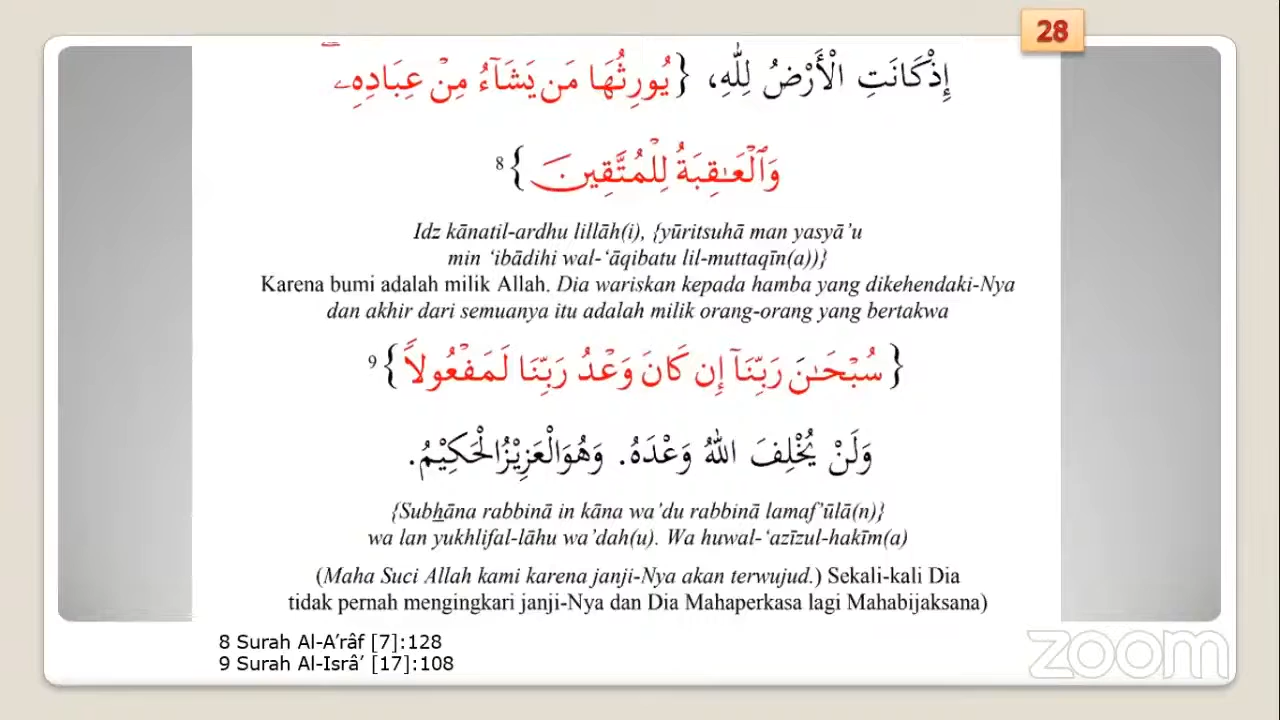 28
إِذْكَانَتِ الْأَرْضُ لِلّٰهِ، {يُورِثُهَا مَن يَشَآءُ مِنْ عِبَادِهِۦ
وَٱلْعَـٰقِبَةُ لِلْمُتَّقِينَ}8
Idz kānatil-ardhu lillāh(i), {yūritsuhā man yasyā’u
min ‘ibādihi wal-‘āqibatu lil-muttaqīn(a))}
Karena bumi adalah milik Allah. Dia wariskan kepada hamba yang dikehendaki-Nya
dan akhir dari semuanya itu adalah milik orang-orang yang bertakwa
{سُبْحَـٰنَ رَبِّنَآ إِن كَانَ وَعْدُ رَبِّنَا لَمَفْعُولاً}9
وَلَنْ يُخْلِفَ اللّٰهُ وَعْدَهُ. وَهُوَالْعَزِيْزُالْحَكِيْمُ.
{Subhāna rabbinā in kāna wa’du rabbinā lamaf’ūlā(n)}
wa lan yukhlifal-lāhu wa’dah(u). Wa huwal-‘azīzul-hakīm(a)
(Maha Suci Allah kami karena janji-Nya akan terwujud.) Sekali-kali Dia
tidak pernah mengingkari janji-Nya dan Dia Mahaperkasa lagi Mahabijaksana)
8 Surah Al-A’râf [7]:128
9 Surah Al-Isrâ’ [17]:108
zoom